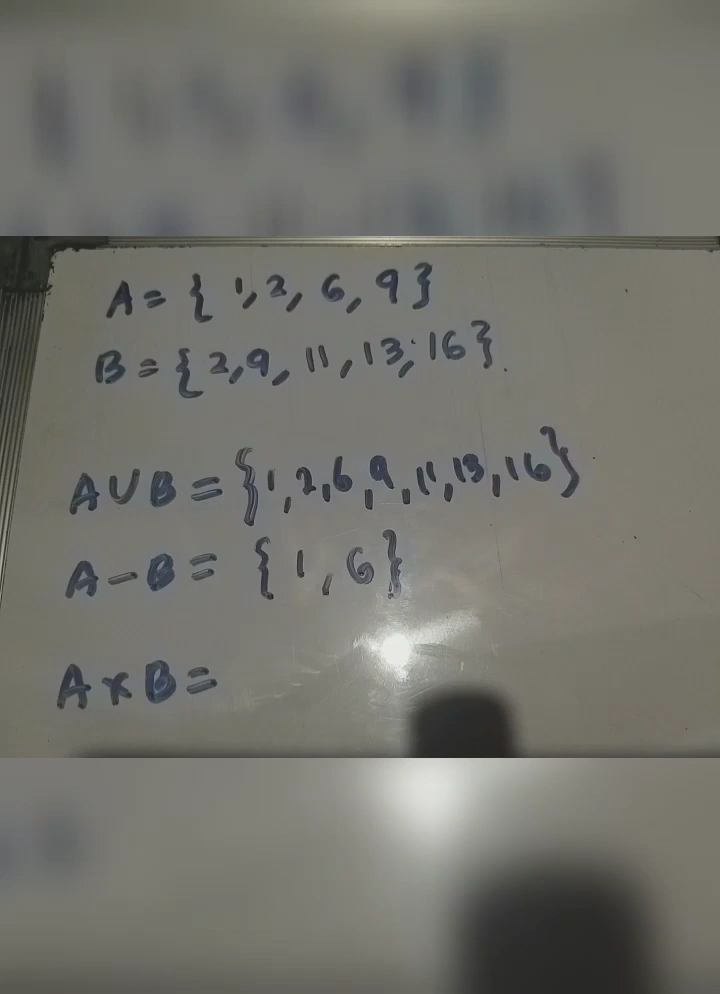 A = { 1, 2, 6, 9 }
B = { 2, 9, 11, 13, 16 }.
A ∪ B = { 1, 2, 6, 9, 11, 13, 16 }
A - B = { 1, 6 }
A × B =